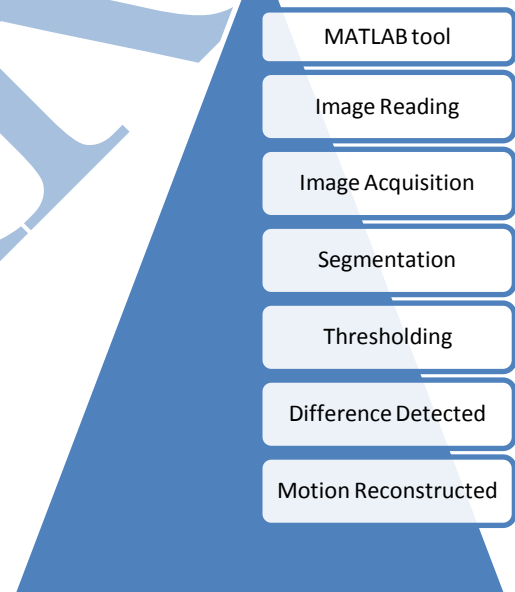 MATLAB tool
Image Reading
Image Acquisition
Segmentation
Thresholding
Difference Detected
Motion Reconstructed